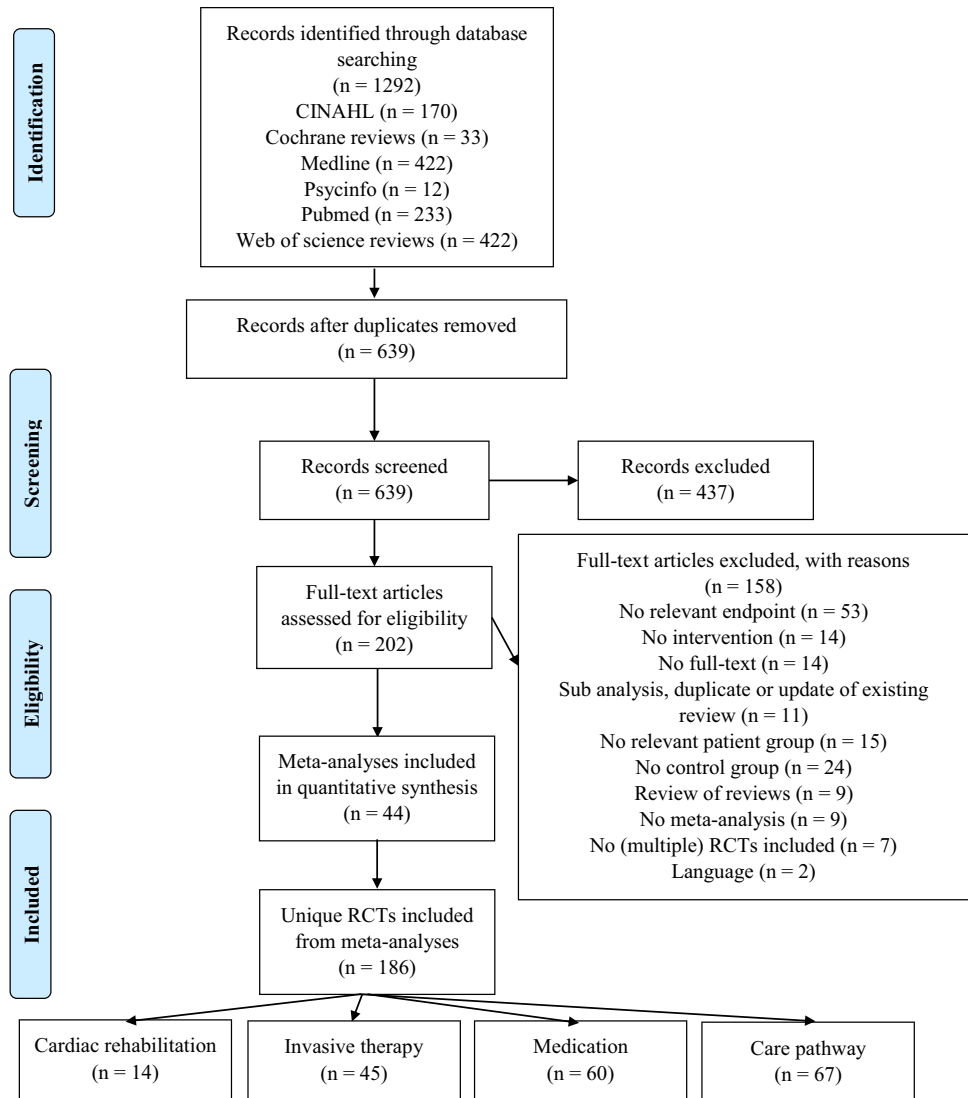 Identification
Records identified through database
searching
(n = 1292)
CINAHL (n = 170)
Cochrane reviews (n = 33)
Medline (n = 422)
Psycinfo (n = 12)
Pubmed (n = 233)
Web of science reviews (n = 422)
Records after duplicates removed
(n = 639)
Screening
Records screened
(n = 639)
Records excluded
(n = 437)
Eligibility
Full-text articles
assessed for eligibility
(n = 202)
Full-text articles excluded, with reasons
(n = 158)
No relevant endpoint (n = 53)
No intervention (n = 14)
No full-text (n = 14)
Sub analysis, duplicate or update of existing
review (n = 11)
No relevant patient group (n = 15)
No control group (n = 24)
Review of reviews (n = 9)
No meta-analysis (n = 9)
No (multiple) RCTs included (n = 7)
Language (n = 2)
Meta-analyses included
in quantitative synthesis
(n = 44)
Included
Unique RCTs included
from meta-analyses
(n = 186)
Cardiac rehabilitation
(n = 14)
Invasive therapy
(n = 45)
Medication
(n = 60)
Care pathway
(n = 67)